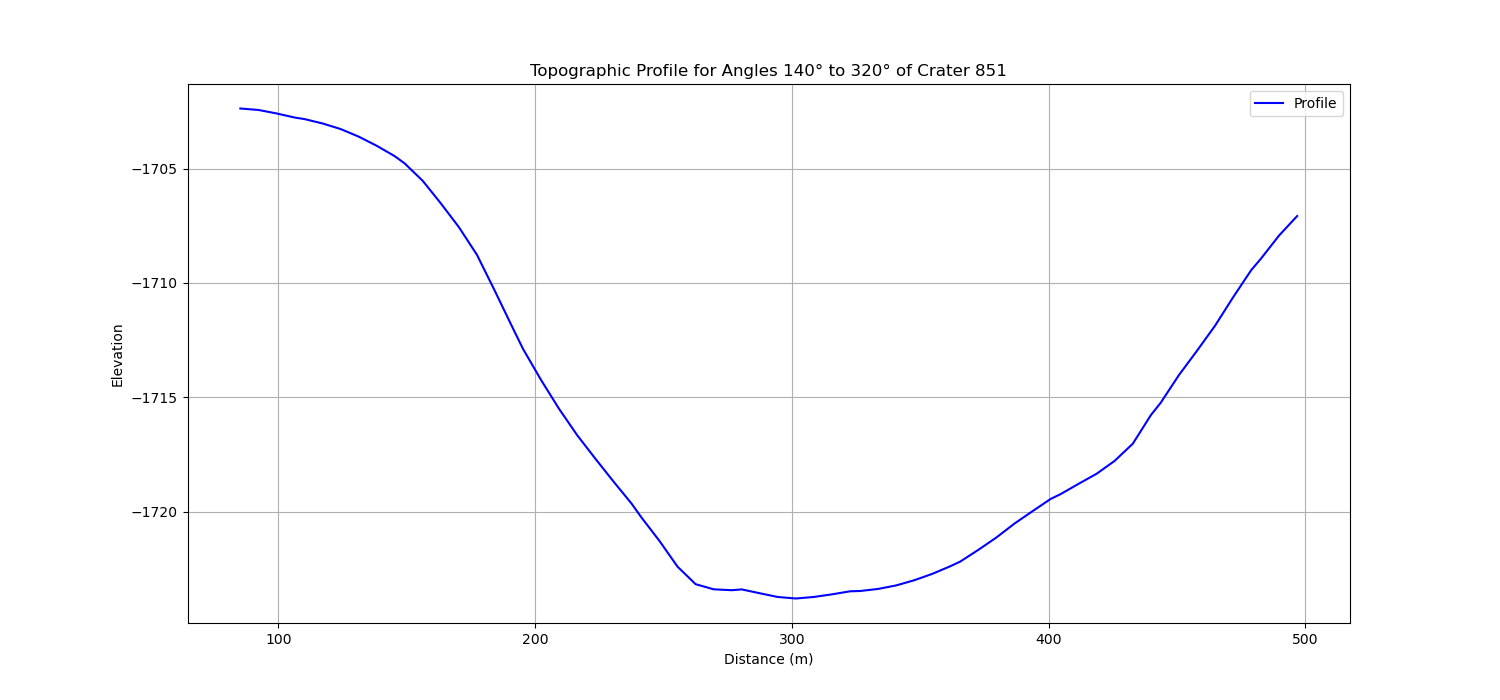 Topographic Profile for Angles 140° to 320° of Crater 851
Profile
−1705
−1710
−1715
−1720
Elevation
100 200 300 400 500
Distance (m)